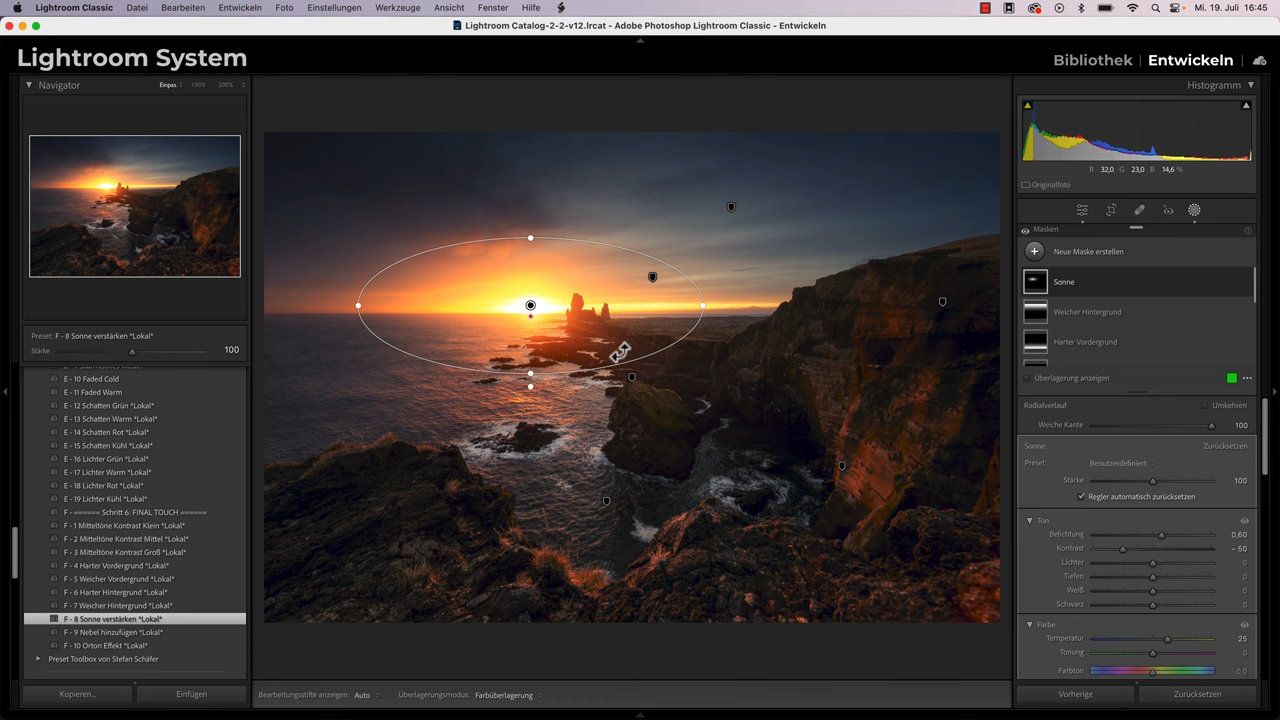 Lightroom Classic Datei Bearbeiten Entwickeln Foto Einstellungen Werkzeuge Ansicht Fenster Hilfe Mi. 19. Juli 16:45
Lightroom Catalog-2-2-v12.lrcat - Adobe Photoshop Lightroom Classic - Entwickeln
Lightroom System
Bibliothek | Entwickeln
Navigator Einpas. 100% 200%
Histogramm
R 32,0 G 23,0 B 14,6 %
Originalfoto
Masken
Neue Maske erstellen
Sonne
Weicher Hintergrund
Harter Vordergrund
Überlagerung anzeigen
Radialverlauf Umkehren
Weiche Kante 100
Sonne Zurücksetzen
Preset: Benutzerdefiniert
Stärke 100
Regler automatisch zurücksetzen
Ton
Belichtung 0,60
Kontrast – 50
Lichter 0
Tiefen 0
Weiß 0
Schwarz 0
Farbe
Temperatur 25
Tonung 0
Farbton 0,0
Vorherige Zurücksetzen
Preset: F - 8 Sonne verstärken *Lokal*
Stärke 100
E - 10 Faded Cold
E - 11 Faded Warm
E - 12 Schatten Grün *Lokal*
E - 13 Schatten Warm *Lokal*
E - 14 Schatten Rot *Lokal*
E - 15 Schatten Kühl *Lokal*
E - 16 Lichter Grün *Lokal*
E - 17 Lichter Warm *Lokal*
E - 18 Lichter Rot *Lokal*
E - 19 Lichter Kühl *Lokal*
F - ====== Schritt 6: FINAL TOUCH ======
F - 1 Mitteltöne Kontrast Klein *Lokal*
F - 2 Mitteltöne Kontrast Mittel *Lokal*
F - 3 Mitteltöne Kontrast Groß *Lokal*
F - 4 Harter Vordergrund *Lokal*
F - 5 Weicher Vordergrund *Lokal*
F - 6 Harter Hintergrund *Lokal*
F - 7 Weicher Hintergrund *Lokal*
F - 8 Sonne verstärken *Lokal*
F - 9 Nebel hinzufügen *Lokal*
F - 10 Orton Effekt *Lokal*
Preset Toolbox von Stefan Schäfer
Kopieren... Einfügen
Bearbeitungsstifte anzeigen: Auto Überlagerungsmodus: Farbüberlagerung